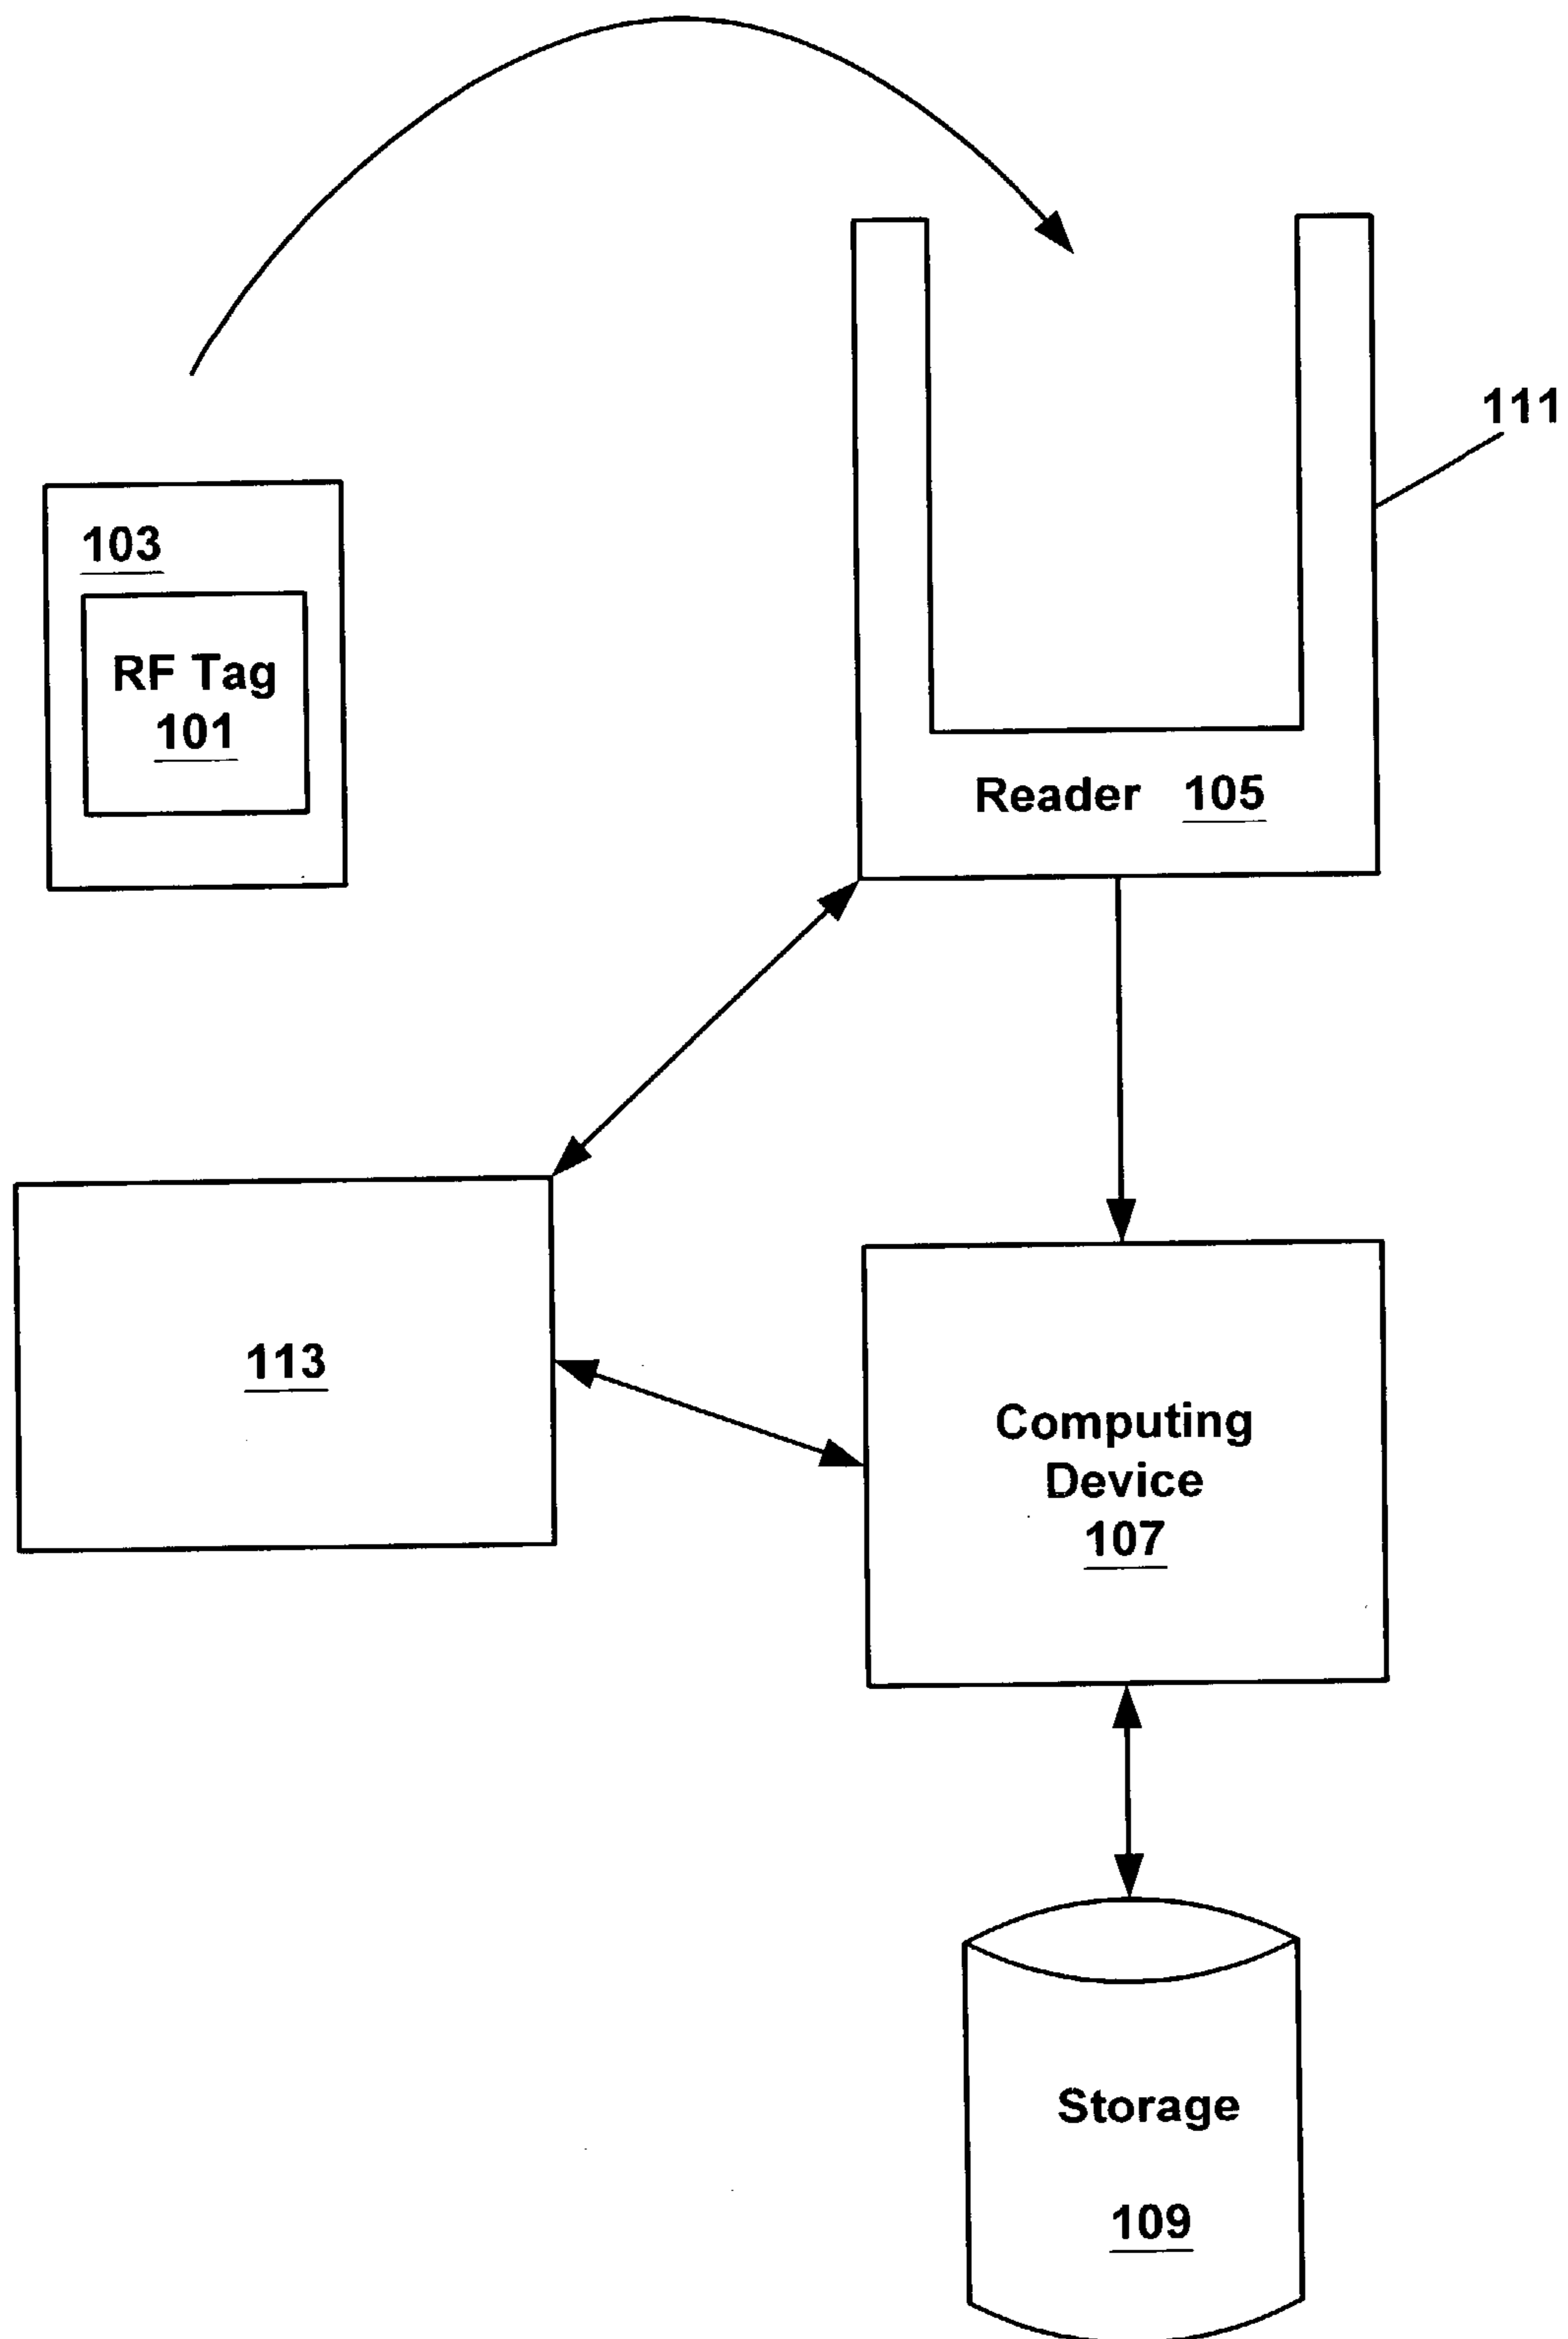 111
103
RF Tag
101
Reader 105
113
Computing
Device
107
Storage
109